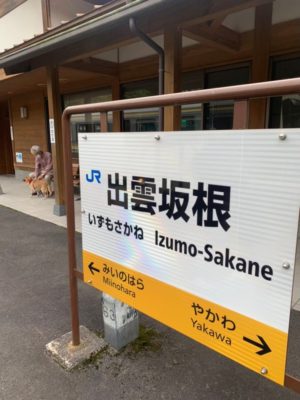 JR 出雲坂根
いずもさかね Izumo-Sakane
← みいのはら
Miinohara
やかわ →
Yakawa
63